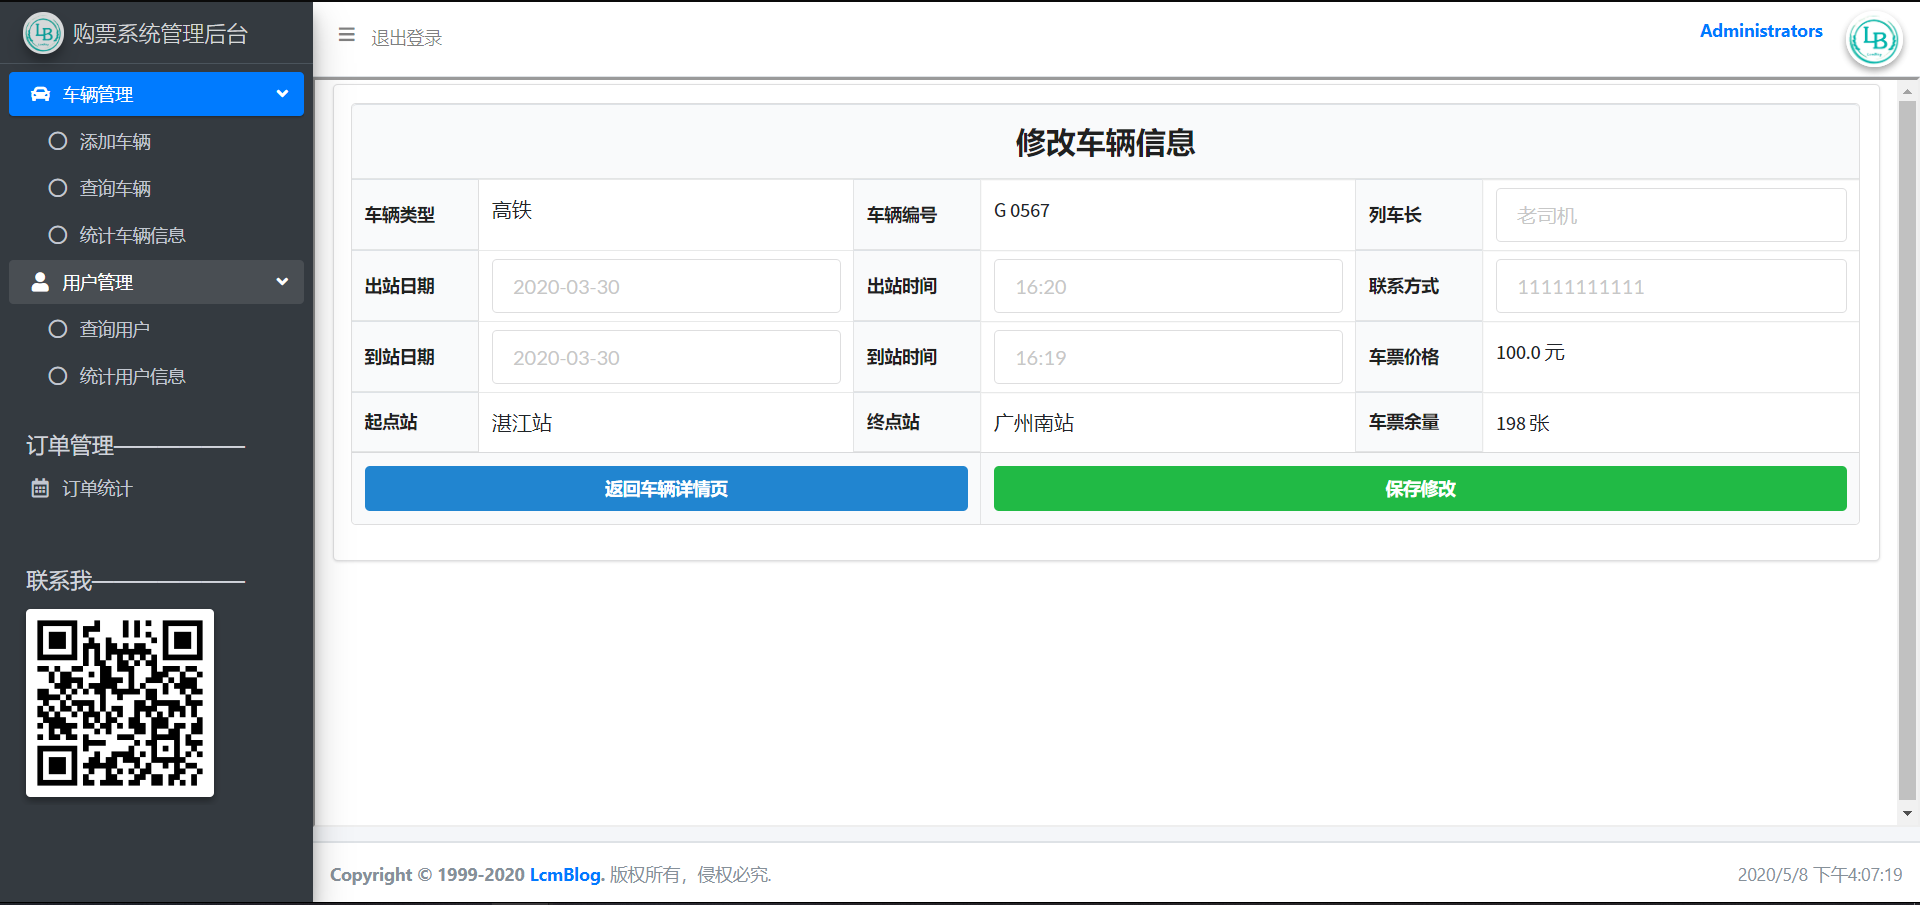 LB 购票系统管理后台
车辆管理
添加车辆
查询车辆
统计车辆信息
用户管理
查询用户
统计用户信息
订单管理——————
订单统计
联系我———————
退出登录
Administrators
LB
修改车辆信息
车辆类型 高铁 车辆编号 G 0567 列车长 老司机
出站日期 2020-03-30 出站时间 16:20 联系方式 11111111111
到站日期 2020-03-30 到站时间 16:19 车票价格 100.0 元
起点站 湛江站 终点站 广州南站 车票余量 198 张
返回车辆详情页 保存修改
Copyright © 1999-2020 LcmBlog. 版权所有，侵权必究.
2020/5/8 下午4:07:19